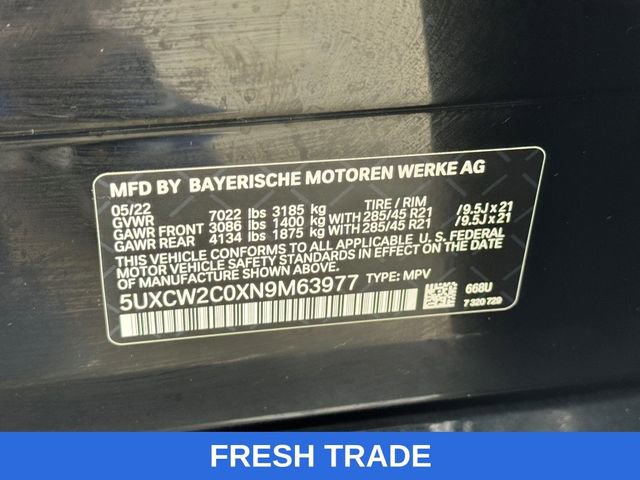 MFD BY BAYERISCHE MOTOREN WERKE AG
05/22 TIRE / RIM
GVWR 7022 lbs 3185 kg
GAWR FRONT 3086 lbs 1400 kg WITH 285/45 R21 /9.5J x 21
GAWR REAR 4134 lbs 1875 kg WITH 285/45 R21 /9.5J x 21
THIS VEHICLE CONFORMS TO ALL APPLICABLE U.S. FEDERAL
MOTOR VEHICLE SAFETY STANDARDS IN EFFECT ON THE DATE
OF MANUFACTURE SHOWN ABOVE.
5UXCW2C0XN9M63977 TYPE: MPV
668U
7 320 729
FRESH TRADE